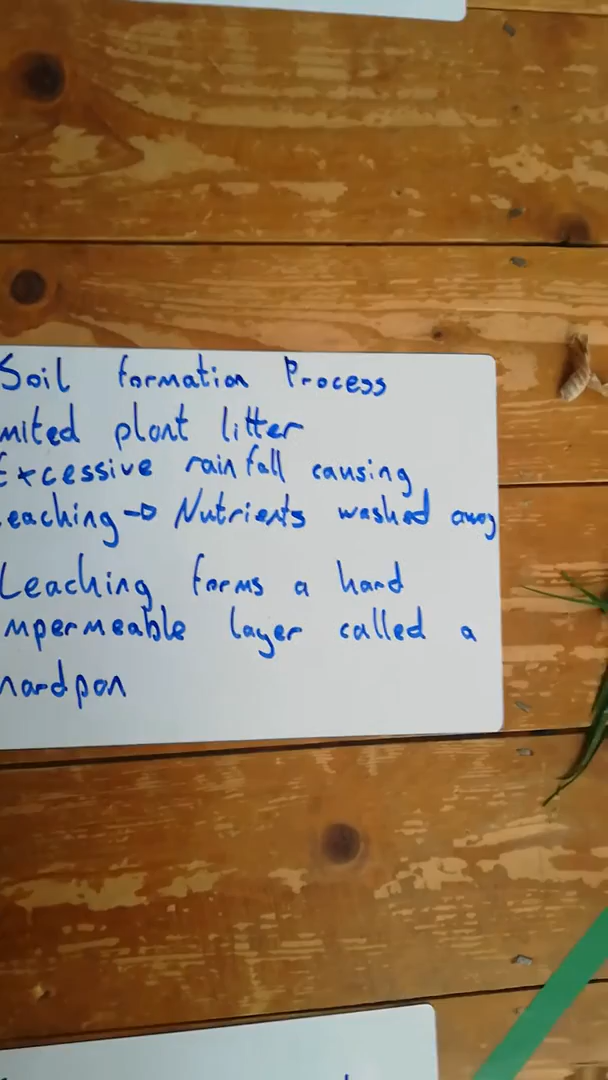 Soil formation Process
mited plant litter
Excessive rainfall causing
eaching → Nutrients washed away
Leaching forms a hard
impermeable layer called a
hardpan